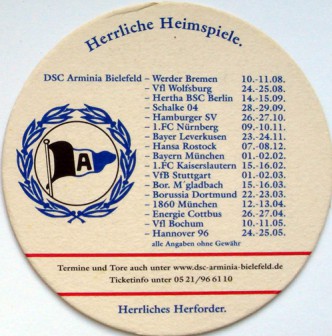 Herrliche Heimspiele.
DSC Arminia Bielefeld – Werder Bremen 10.-11.08.
– Vfl Wolfsburg 24.-25.08.
– Hertha BSC Berlin 14.-15.09.
– Schalke 04 28.-29.09.
– Hamburger SV 26.-27.10.
– 1.FC Nürnberg 09.-10.11.
– Bayer Leverkusen 23.-24.11.
– Hansa Rostock 07.-08.12.
– Bayern München 01.-02.02.
– 1.FC Kaiserslautern 15.-16.02.
– VfB Stuttgart 01.-02.03.
– Bor. M´gladbach 15.-16.03.
– Borussia Dortmund 22.-23.03.
– 1860 München 12.-13.04.
– Energie Cottbus 26.-27.04.
– Vfl Bochum 10.-11.05.
– Hannover 96 24.-25.05.
alle Angaben ohne Gewähr
A
Termine und Tore auch unter www.dsc-arminia-bielefeld.de
Ticketinfo unter 05 21/96 61 10
Herrliches Herforder.